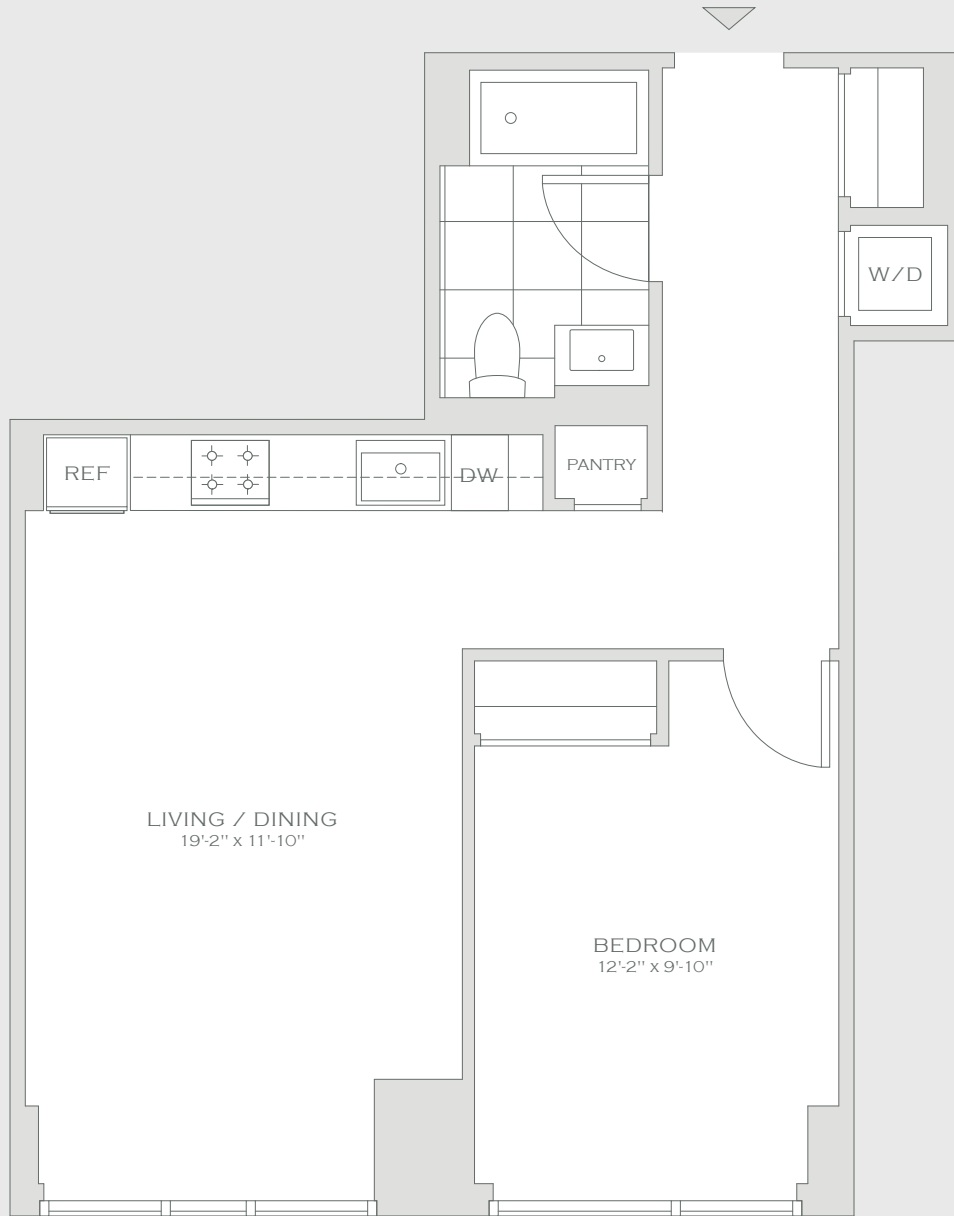 W/D
REF
DW
PANTRY
LIVING / DINING
19'-2" x 11'-10"
BEDROOM
12'-2" x 9'-10"